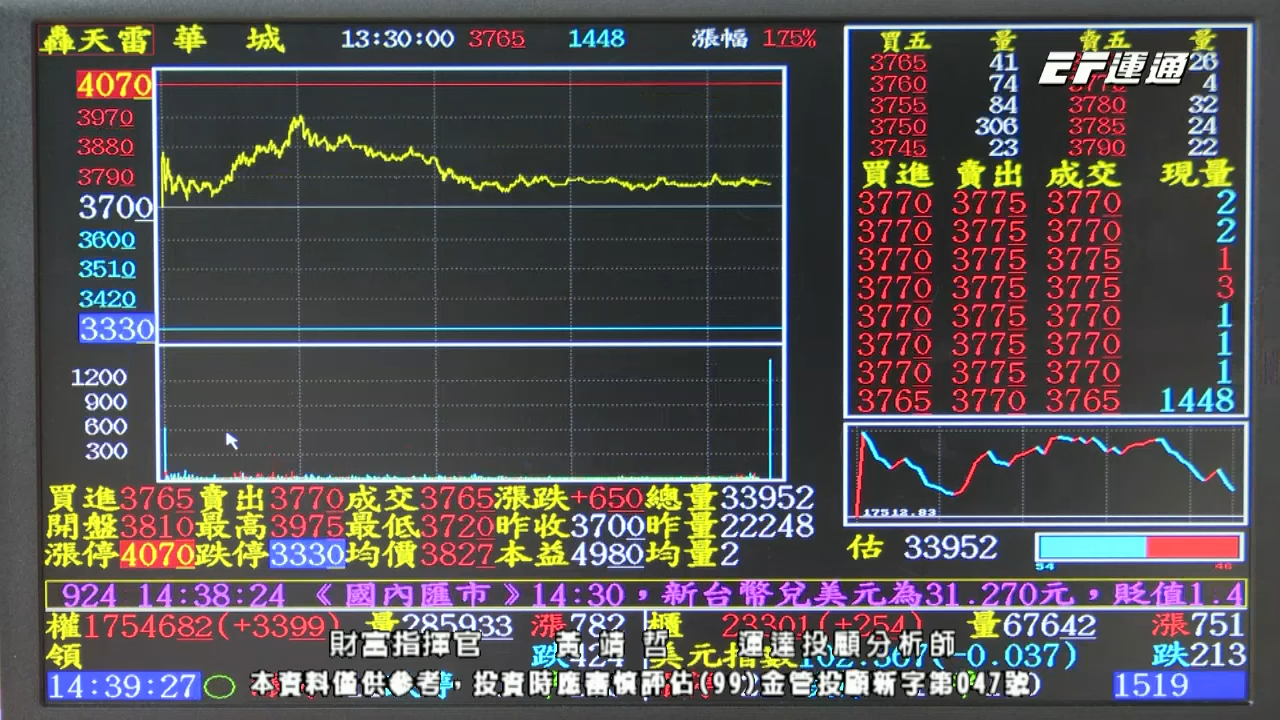 轟天雷 華 城 13:30:00 3765 1448 漲幅 175%
4070
3970
3880
3790
3700
3600
3510
3420
3330
1200
900
600
300
買五 量 賣五 量
3765 41 26
3760 74 4
3755 84 3780 32
3750 306 3785 24
3745 23 3790 22
EF運通
買進 賣出 成交 現量
3770 3775 3770 2
3770 3775 3770 2
3770 3775 3775 1
3770 3775 3775 3
3770 3775 3770 1
3770 3775 3770 1
3770 3775 3770 1
3765 3770 3765 1448
17512.83
買進3765賣出3770成交3765漲跌+650總量33952
開盤3810最高3975最低3720昨收3700昨量22248
漲停4070跌停3330均價3827本益4980均量2
估 33952
54 46
924 14:38:24 《國內匯市》14:30,新台幣兌美元為31.270元,貶值1.4
權1754682(+3399) 量285933 漲782 櫃 23301(+254) 量67642 漲751
財富指揮官 黃靖哲 運達投顧分析師
領 跌424 美元指數102.567(-0.037) 跌213
14:39:27 1519
本資料僅供參考,投資時應審慎評估(99)金管投顧新字第047號